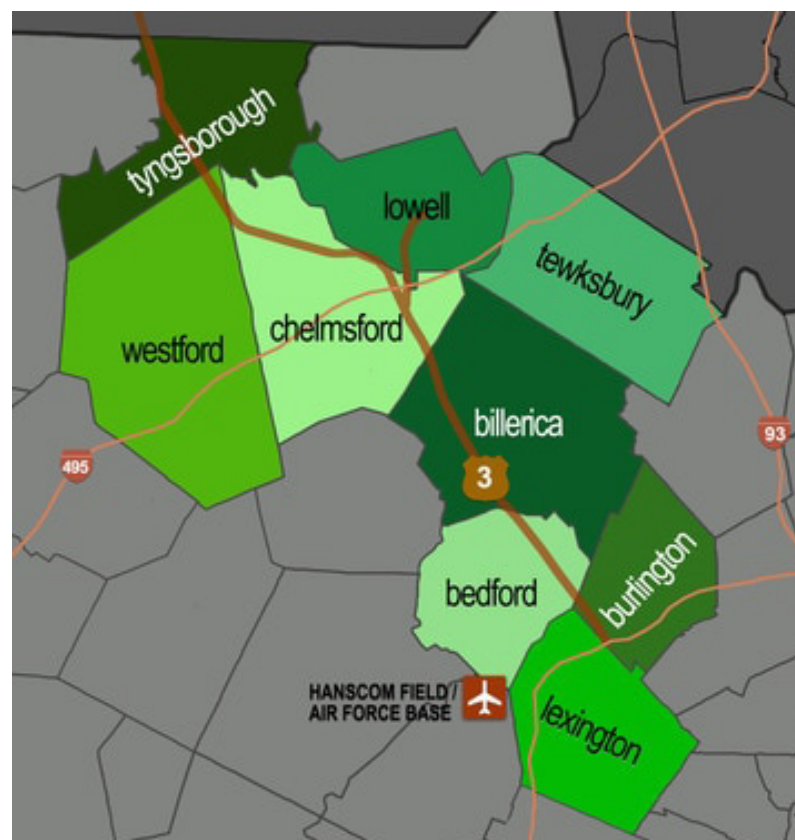 tyngsborough
lowell
tewksbury
chelmsford
westford
billerica
93
495
3
bedford
burlington
HANSCOM FIELD /
AIR FORCE BASE
lexington